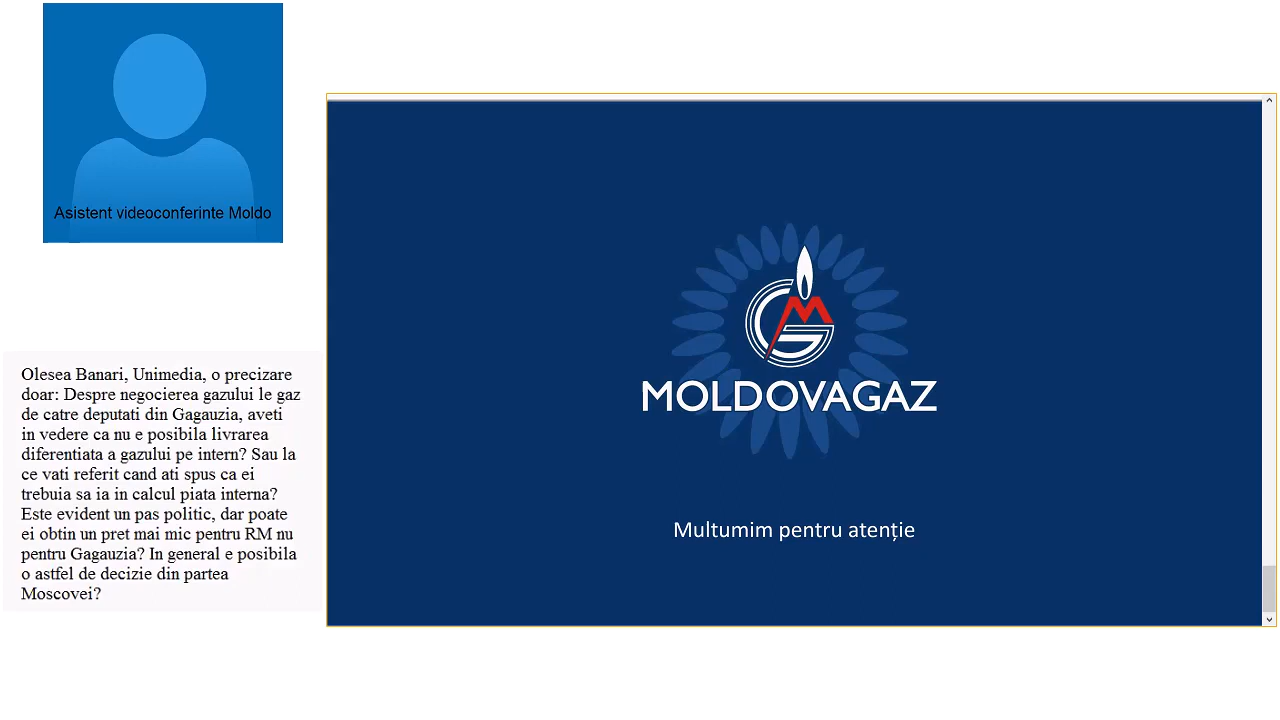 Asistent videoconferinte Moldo
Olesea Banari, Unimedia, o precizare
doar: Despre negocierea gazului le gaz
de catre deputati din Gagauzia, aveti
in vedere ca nu e posibila livrarea
diferentiata a gazului pe intern? Sau la
ce vati referit cand ati spus ca ei
trebuia sa ia in calcul piata interna?
Este evident un pas politic, dar poate
ei obtin un pret mai mic pentru RM nu
pentru Gagauzia? In general e posibila
o astfel de decizie din partea
Moscovei?
MOLDOVAGAZ
Multumim pentru atenție